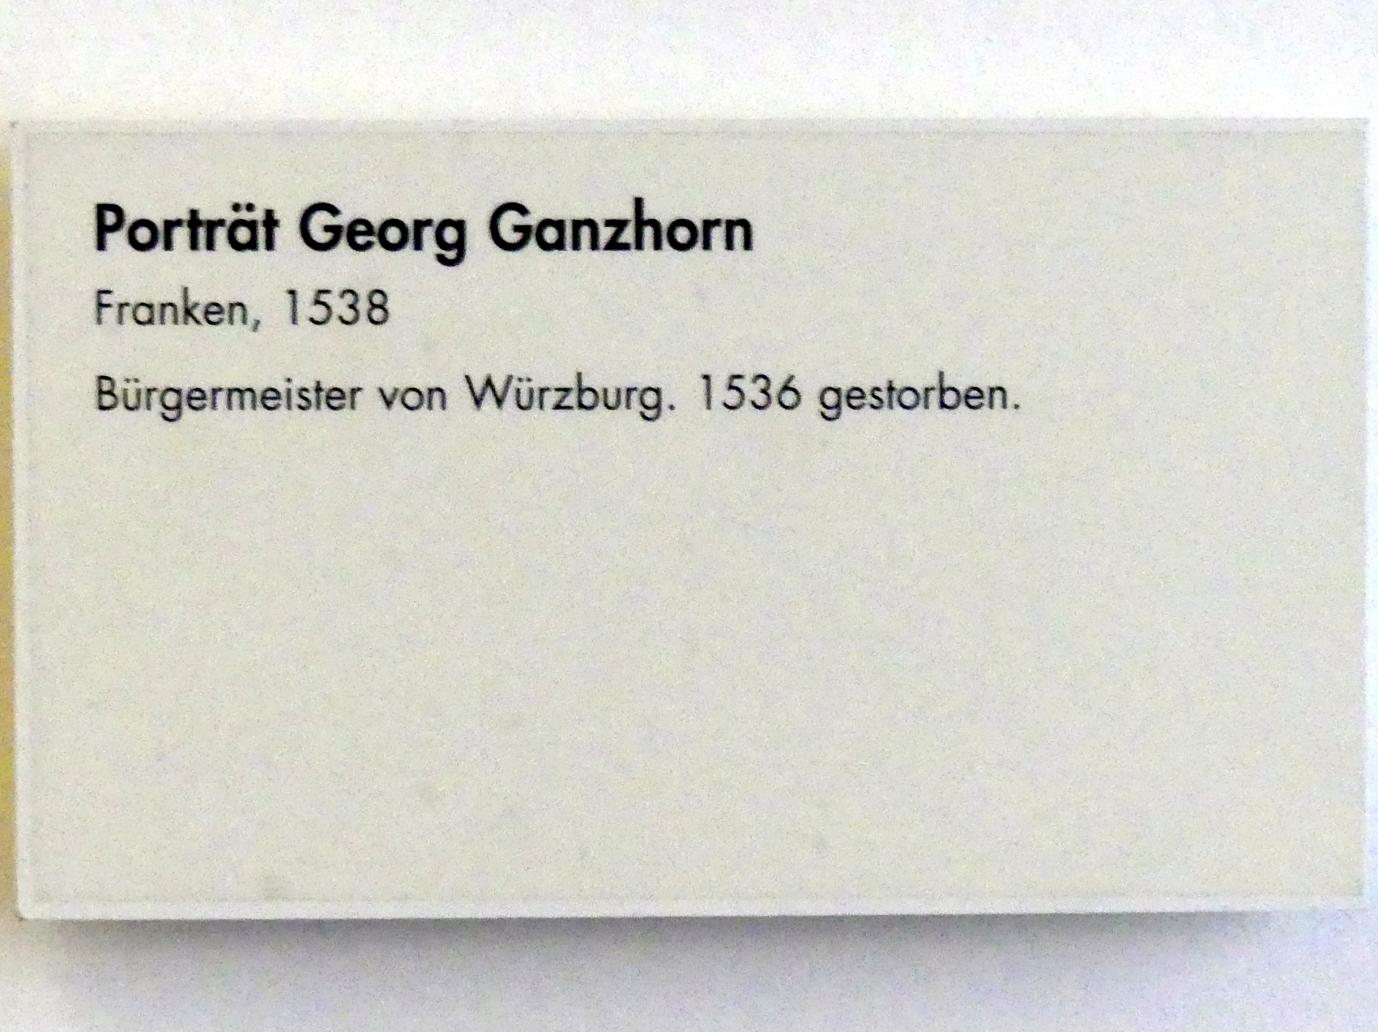 Porträt Georg Ganzhorn
Franken, 1538
Bürgermeister von Würzburg. 1536 gestorben.